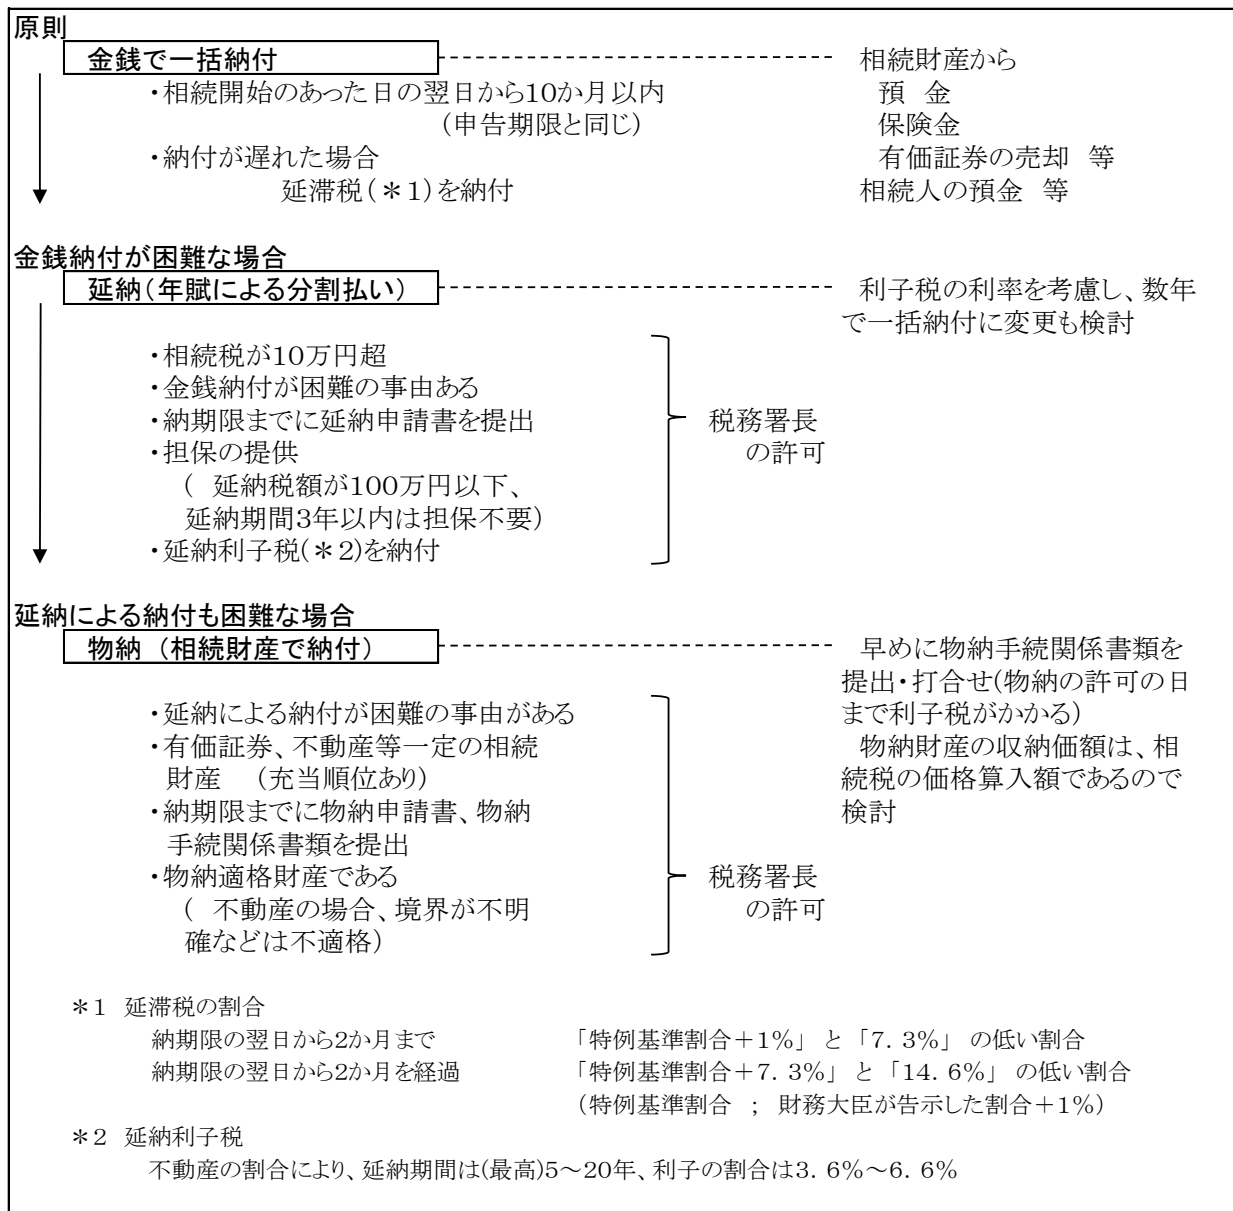 原則
金銭で一括納付
相続財産から
・相続開始のあった日の翌日から10か月以内
預 金
(申告期限と同じ)
保険金
・納付が遅れた場合
有価証券の売却 等
延滞税(＊1)を納付
相続人の預金 等
金銭納付が困難な場合
延納(年賦による分割払い)
利子税の利率を考慮し、数年
で一括納付に変更も検討
・相続税が10万円超
・金銭納付が困難の事由ある
・納期限までに延納申請書を提出
・担保の提供
( 延納税額が100万円以下、
延納期間3年以内は担保不要)
・延納利子税(＊2)を納付
税務署長
の許可
延納による納付も困難な場合
物納 (相続財産で納付)
早めに物納手続関係書類を
提出・打合せ(物納の許可の日
まで利子税がかかる)
物納財産の収納価額は、相
続税の価格算入額であるので
検討
・延納による納付が困難の事由がある
・有価証券、不動産等一定の相続
財産 (充当順位あり)
・納期限までに物納申請書、物納
手続関係書類を提出
・物納適格財産である
( 不動産の場合、境界が不明
確などは不適格)
税務署長
の許可
＊1 延滞税の割合
納期限の翌日から2か月まで 「特例基準割合＋1%」 と 「7.3%」 の低い割合
納期限の翌日から2か月を経過 「特例基準割合＋7.3%」 と 「14.6%」 の低い割合
(特例基準割合 ; 財務大臣が告示した割合＋1%)
＊2 延納利子税
不動産の割合により、延納期間は(最高)5～20年、利子の割合は3.6%～6.6%